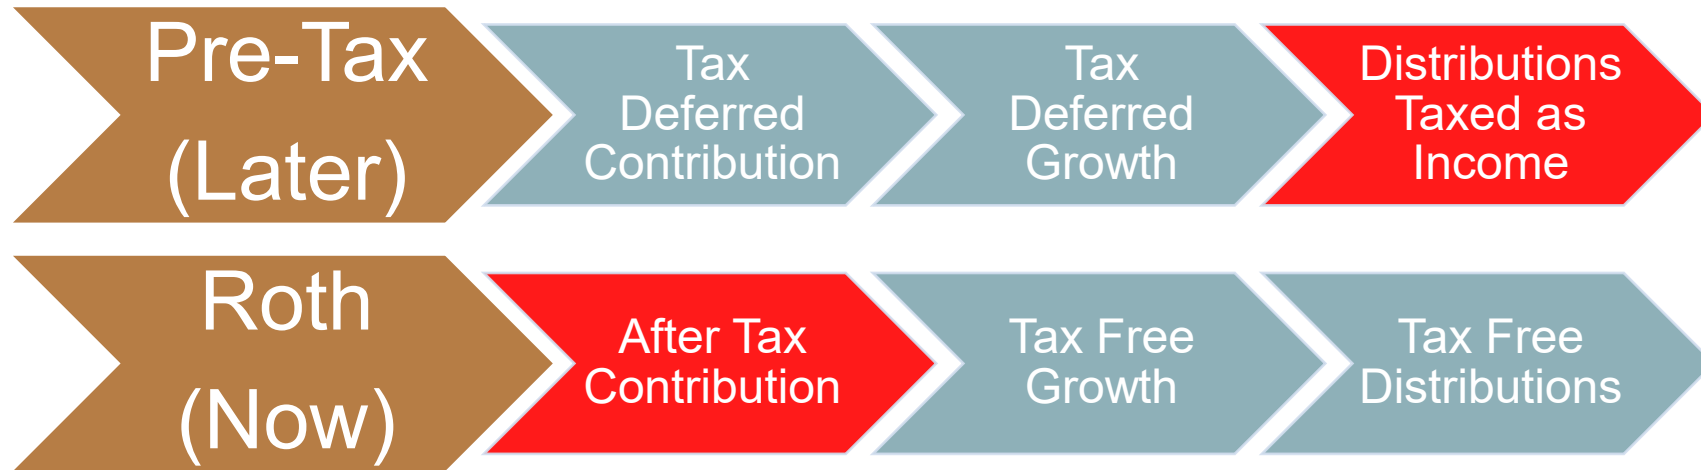 Pre-Tax
(Later)
Tax
Deferred
Contribution
Tax
Deferred
Growth
Distributions
Taxed as
Income
Roth
(Now)
After Tax
Contribution
Tax Free
Growth
Tax Free
Distributions